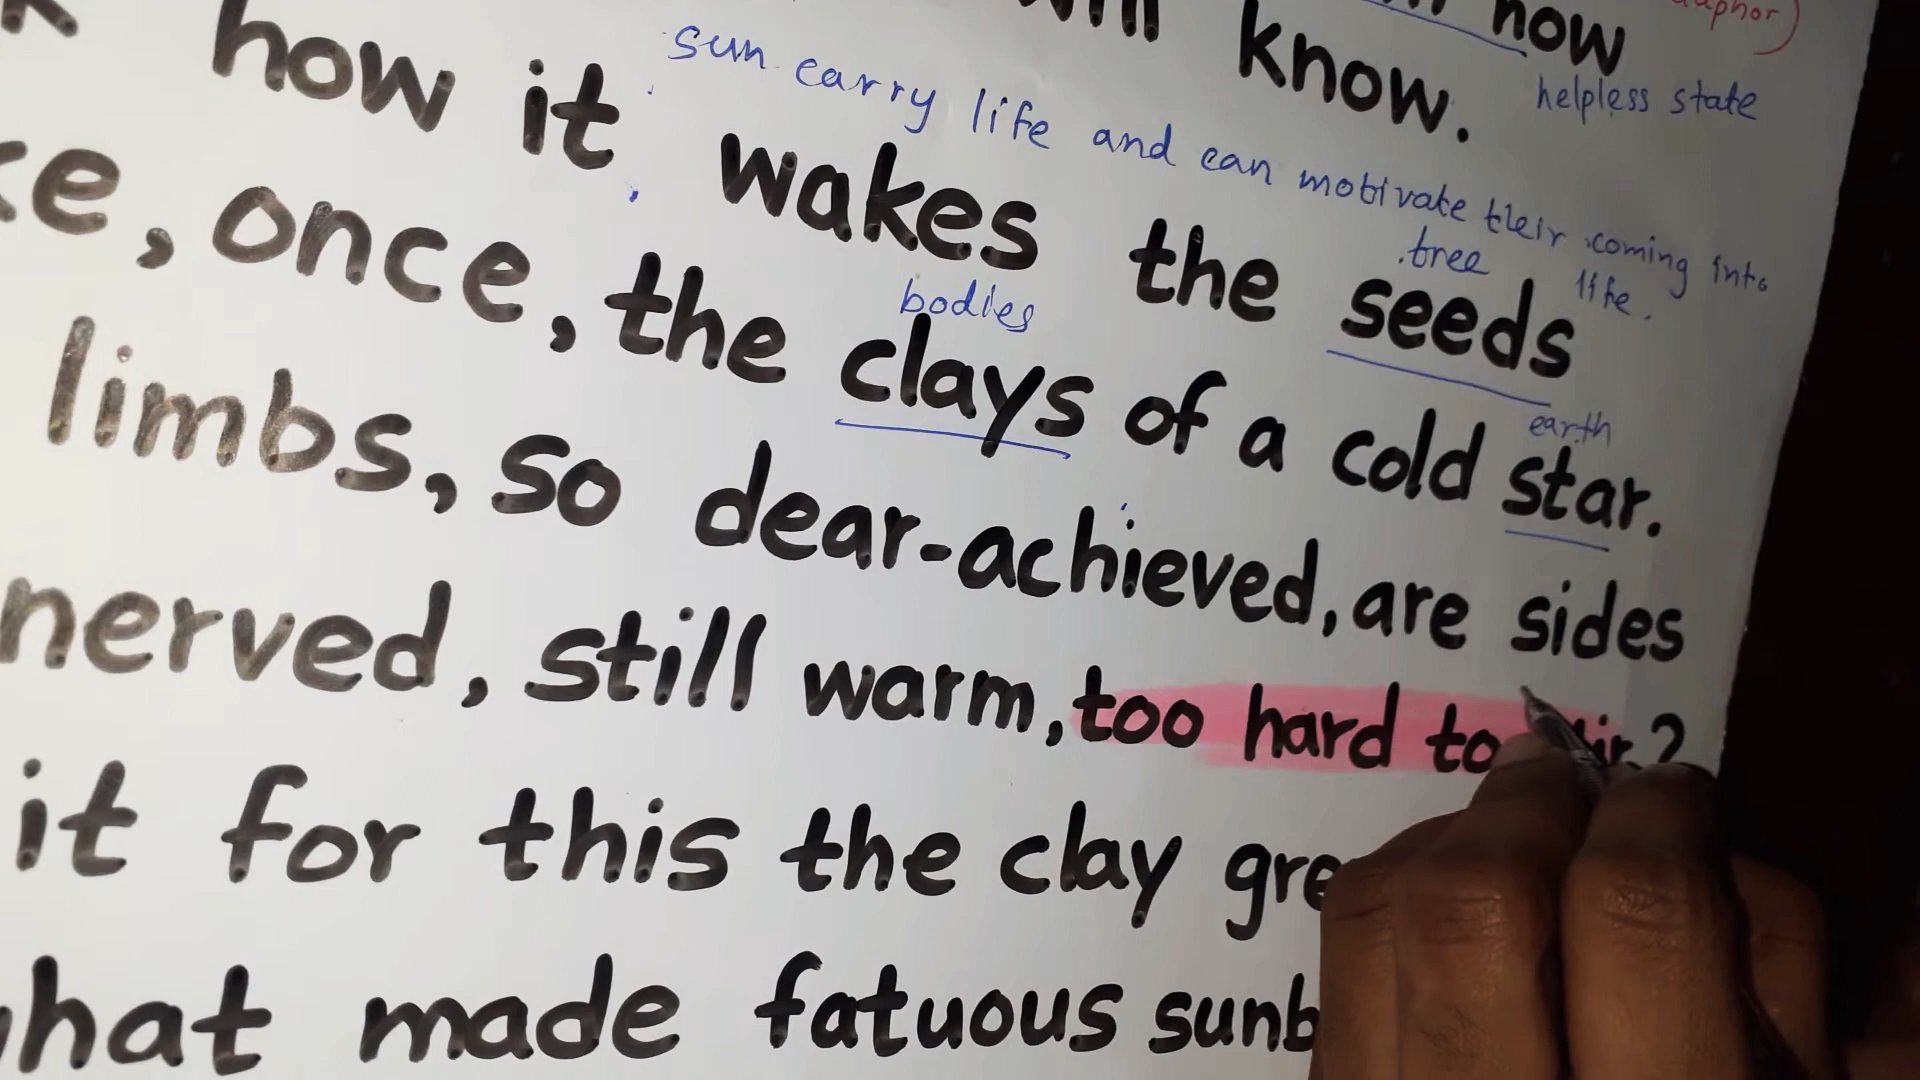 now
know.
helpless state
how it wakes the seeds
sun carry life and can motivate their coming into
life.
tree
once, the clays of a cold star.
bodies
earth
limbs, so dear-achieved, are sides
nerved, still warm, too hard to
it for this the clay
hat made fatuous